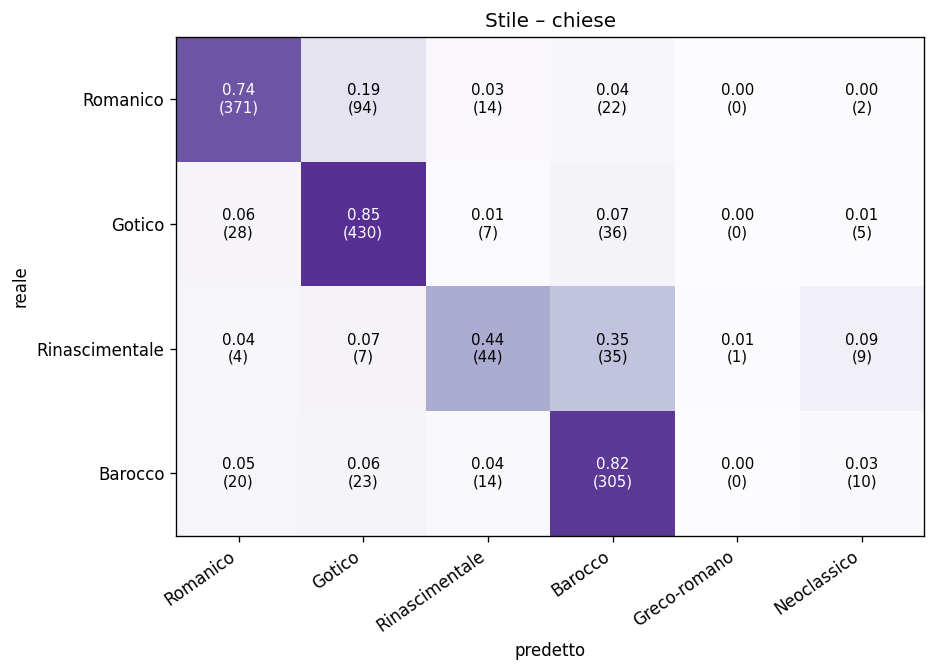 Stile – chiese
reale
Romanico
0.74 0.19 0.03 0.04 0.00 0.00
(371) (94) (14) (22) (0) (2)
Gotico
0.06 0.85 0.01 0.07 0.00 0.01
(28) (430) (7) (36) (0) (5)
Rinascimentale
0.04 0.07 0.44 0.35 0.01 0.09
(4) (7) (44) (35) (1) (9)
Barocco
0.05 0.06 0.04 0.82 0.00 0.03
(20) (23) (14) (305) (0) (10)
Romanico Gotico Rinascimentale Barocco Greco-romano Neoclassico
predetto